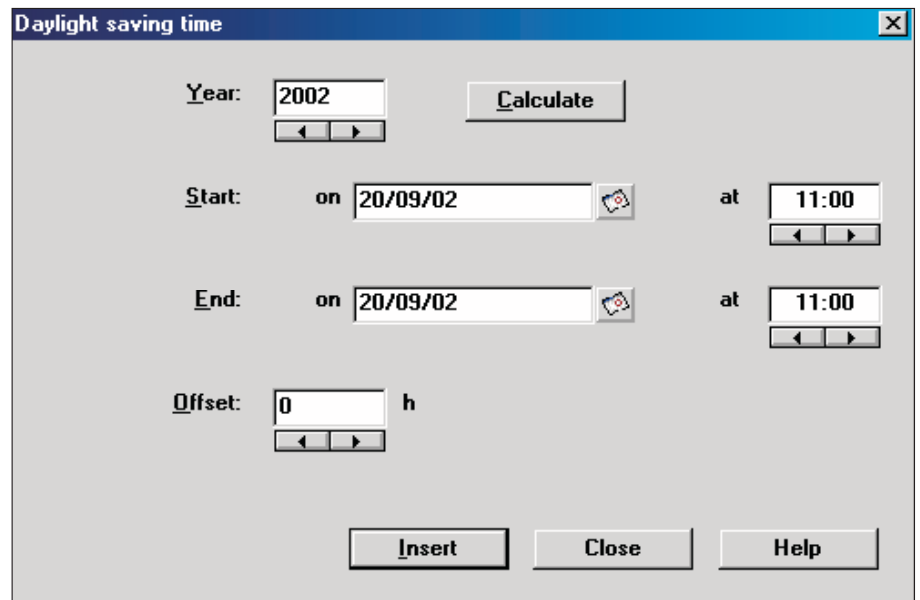 Daylight saving time
Year: 2002 Calculate
Start: on 20/09/02 at 11:00
End: on 20/09/02 at 11:00
Offset: 0 h
Insert Close Help